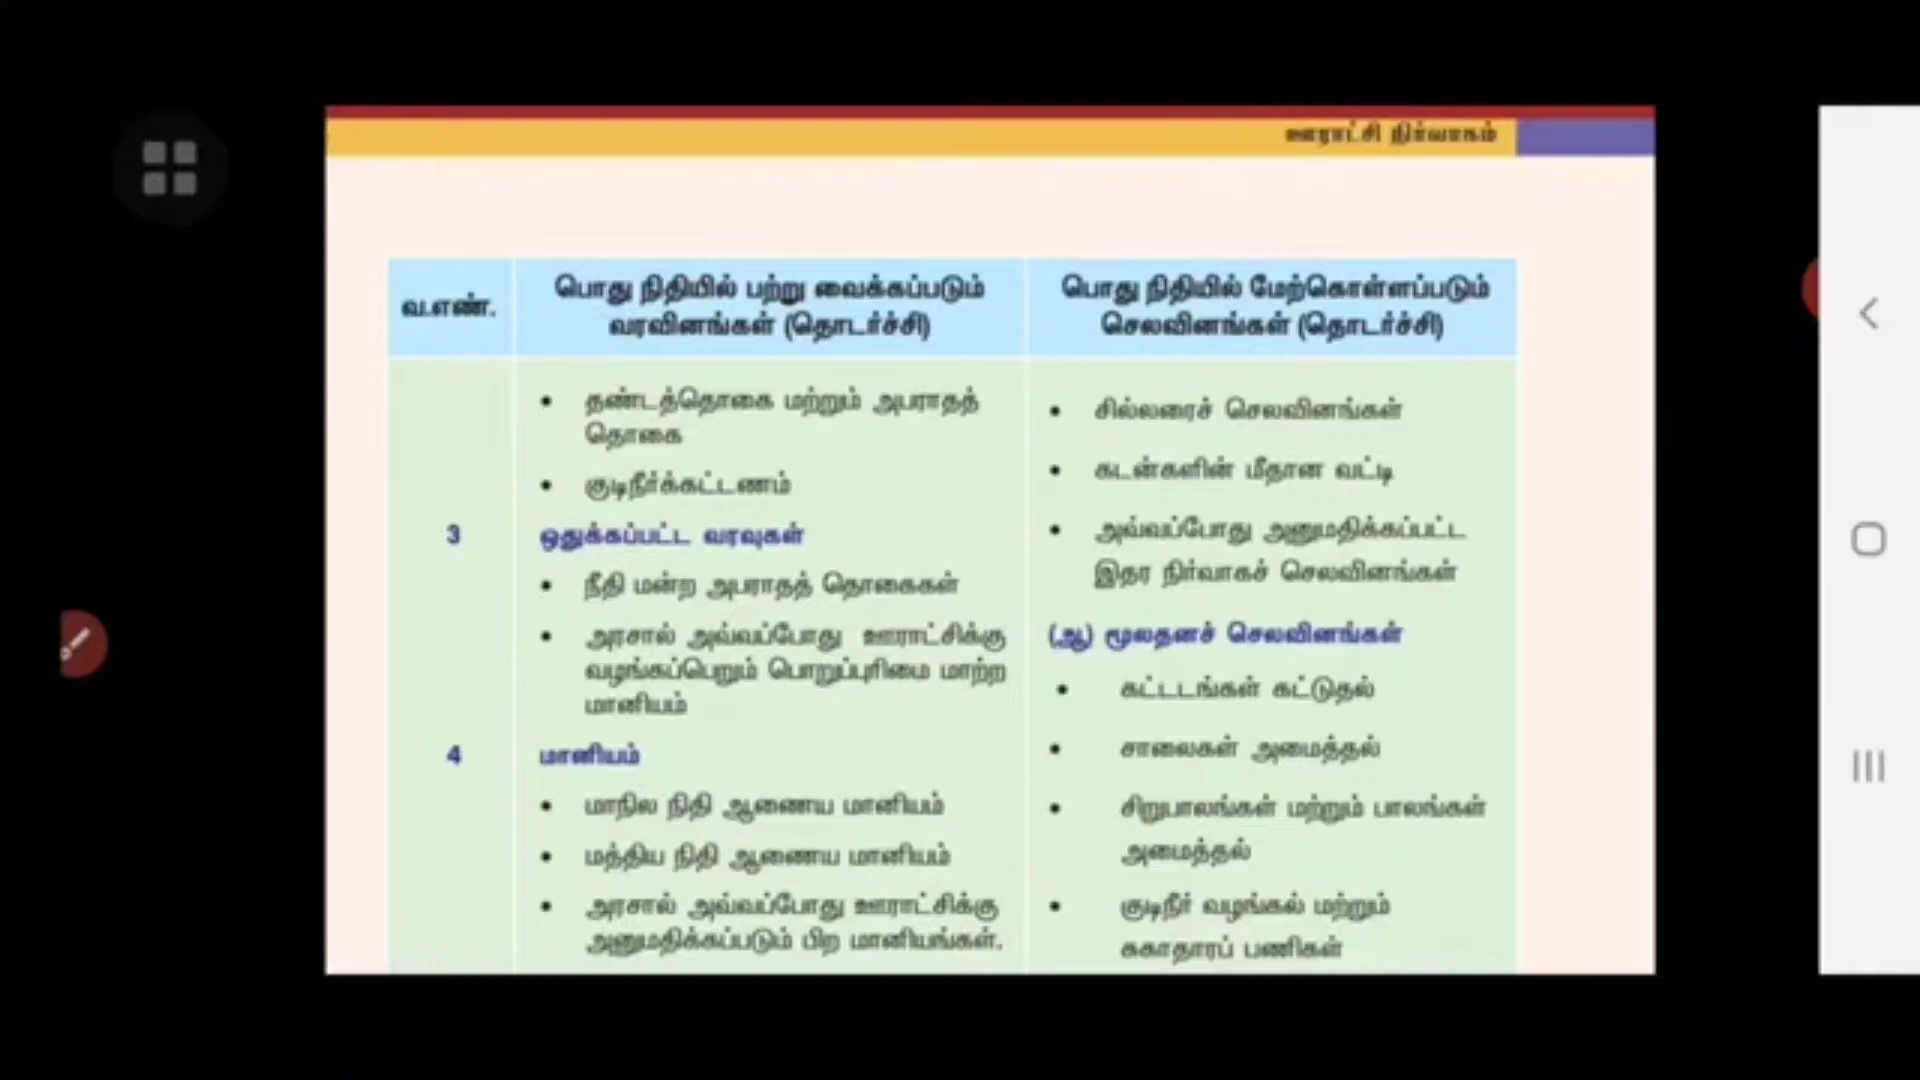 ஊராட்சி நிர்வாகம்
வ.எண்.
பொது நிதியில் பற்று வைக்கப்படும்
வரவினங்கள் (தொடர்ச்சி)
பொது நிதியில் மேற்கொள்ளப்படும்
செலவினங்கள் (தொடர்ச்சி)
• தண்டத்தொகை மற்றும் அபராதத்
தொகை
• குடிநீர்க்கட்டணம்
3 ஒதுக்கப்பட்ட வரவுகள்
• நீதி மன்ற அபராதத் தொகைகள்
• அரசால் அவ்வப்போது ஊராட்சிக்கு
வழங்கப்பெறும் பொறுப்புரிமை மாற்ற
மானியம்
4 மானியம்
• மாநில நிதி ஆணைய மானியம்
• மத்திய நிதி ஆணைய மானியம்
• அரசால் அவ்வப்போது ஊராட்சிக்கு
அனுமதிக்கப்படும் பிற மானியங்கள்.
• சில்லரைச் செலவினங்கள்
• கடன்களின் மீதான வட்டி
• அவ்வப்போது அனுமதிக்கப்பட்ட
இதர நிர்வாகச் செலவினங்கள்
(ஆ) மூலதனச் செலவினங்கள்
• கட்டடங்கள் கட்டுதல்
• சாலைகள் அமைத்தல்
• சிறுபாலங்கள் மற்றும் பாலங்கள்
அமைத்தல்
• குடிநீர் வழங்கல் மற்றும்
சுகாதாரப் பணிகள்